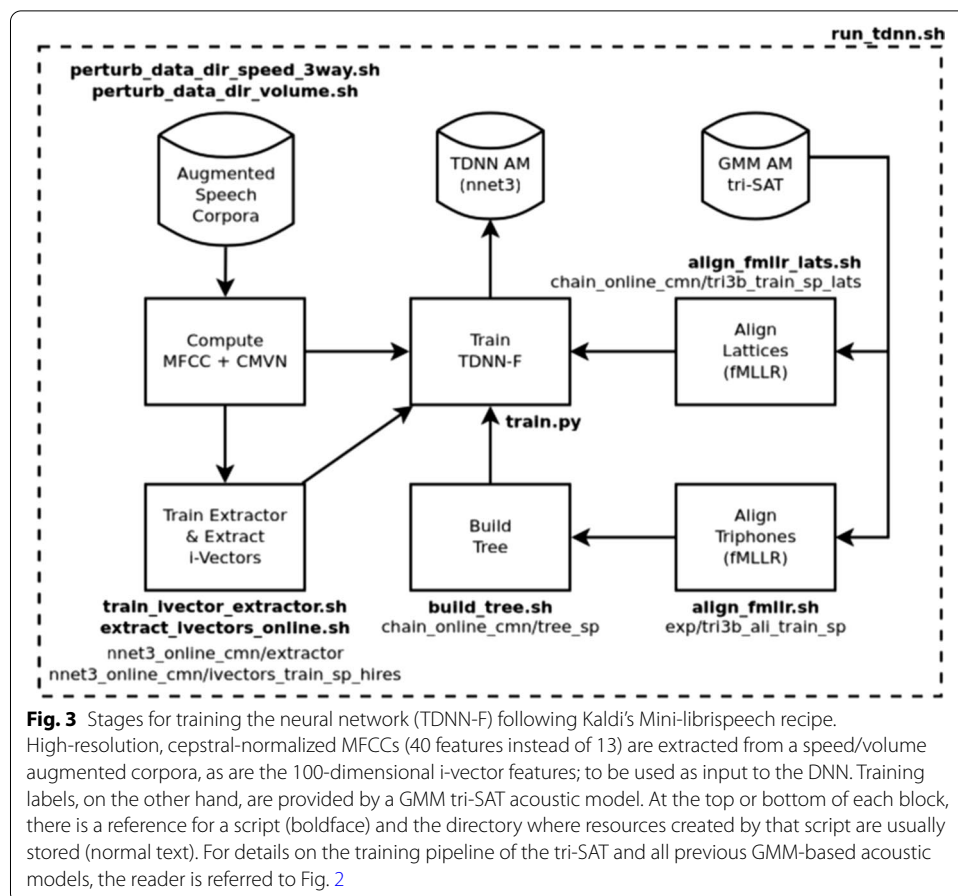 run_tdnn.sh
perturb_data_dir_speed_3way.sh
perturb_data_dir_volume.sh
Augmented
Speech
Corpora
TDNN AM
(nnet3)
GMM AM
tri-SAT
align_fmllr_lats.sh
chain_online_cmn/tri3b_train_sp_lats
Compute
MFCC + CMVN
Train
TDNN-F
Align
Lattices
(fMLLR)
train.py
Train Extractor
& Extract
i-Vectors
Build
Tree
Align
Triphones
(fMLLR)
train_ivector_extractor.sh
extract_ivectors_online.sh
nnet3_online_cmn/extractor
nnet3_online_cmn/ivectors_train_sp_hires
build_tree.sh
chain_online_cmn/tree_sp
align_fmllr.sh
exp/tri3b_ali_train_sp
Fig. 3 Stages for training the neural network (TDNN-F) following Kaldi's Mini-librispeech recipe.
High-resolution, cepstral-normalized MFCCs (40 features instead of 13) are extracted from a speed/volume
augmented corpora, as are the 100-dimensional i-vector features; to be used as input to the DNN. Training
labels, on the other hand, are provided by a GMM tri-SAT acoustic model. At the top or bottom of each block,
there is a reference for a script (boldface) and the directory where resources created by that script are usually
stored (normal text). For details on the training pipeline of the tri-SAT and all previous GMM-based acoustic
models, the reader is referred to Fig. 2